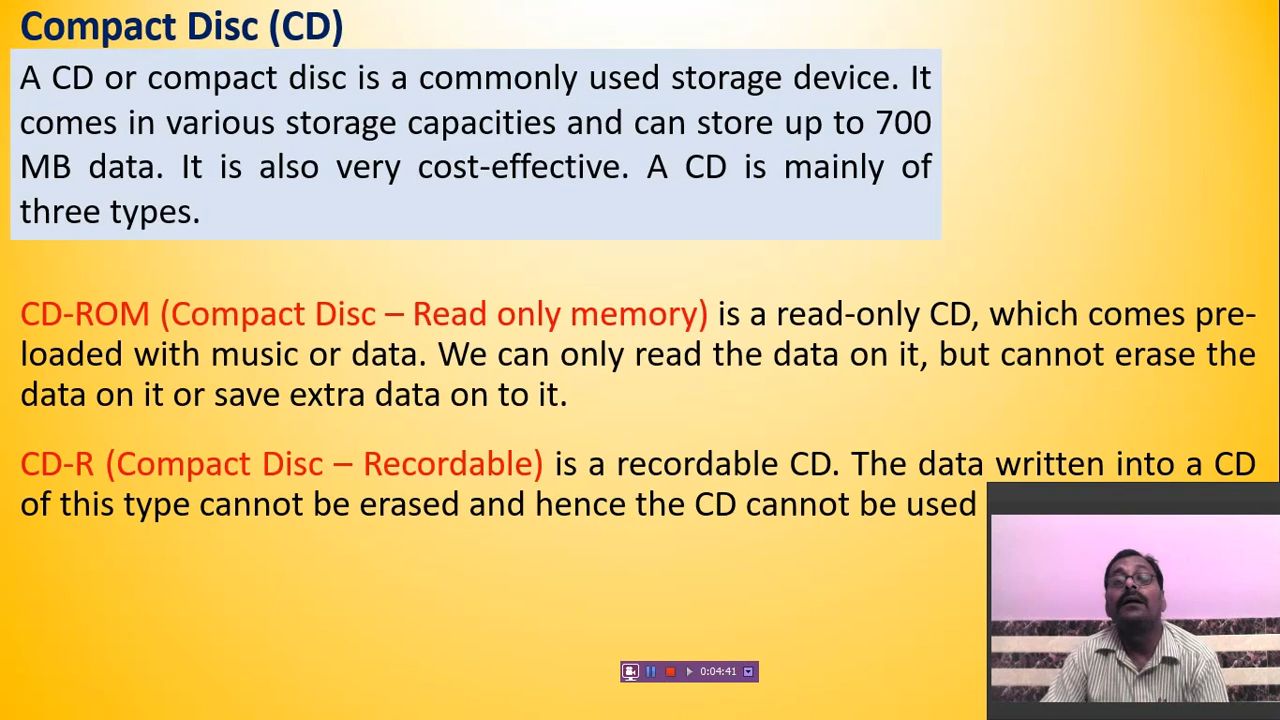 Compact Disc (CD)
A CD or compact disc is a commonly used storage device. It
comes in various storage capacities and can store up to 700
MB data. It is also very cost-effective. A CD is mainly of
three types.
CD-ROM (Compact Disc – Read only memory) is a read-only CD, which comes pre-
loaded with music or data. We can only read the data on it, but cannot erase the
data on it or save extra data on to it.
CD-R (Compact Disc – Recordable) is a recordable CD. The data written into a CD
of this type cannot be erased and hence the CD cannot be used
0:04:41